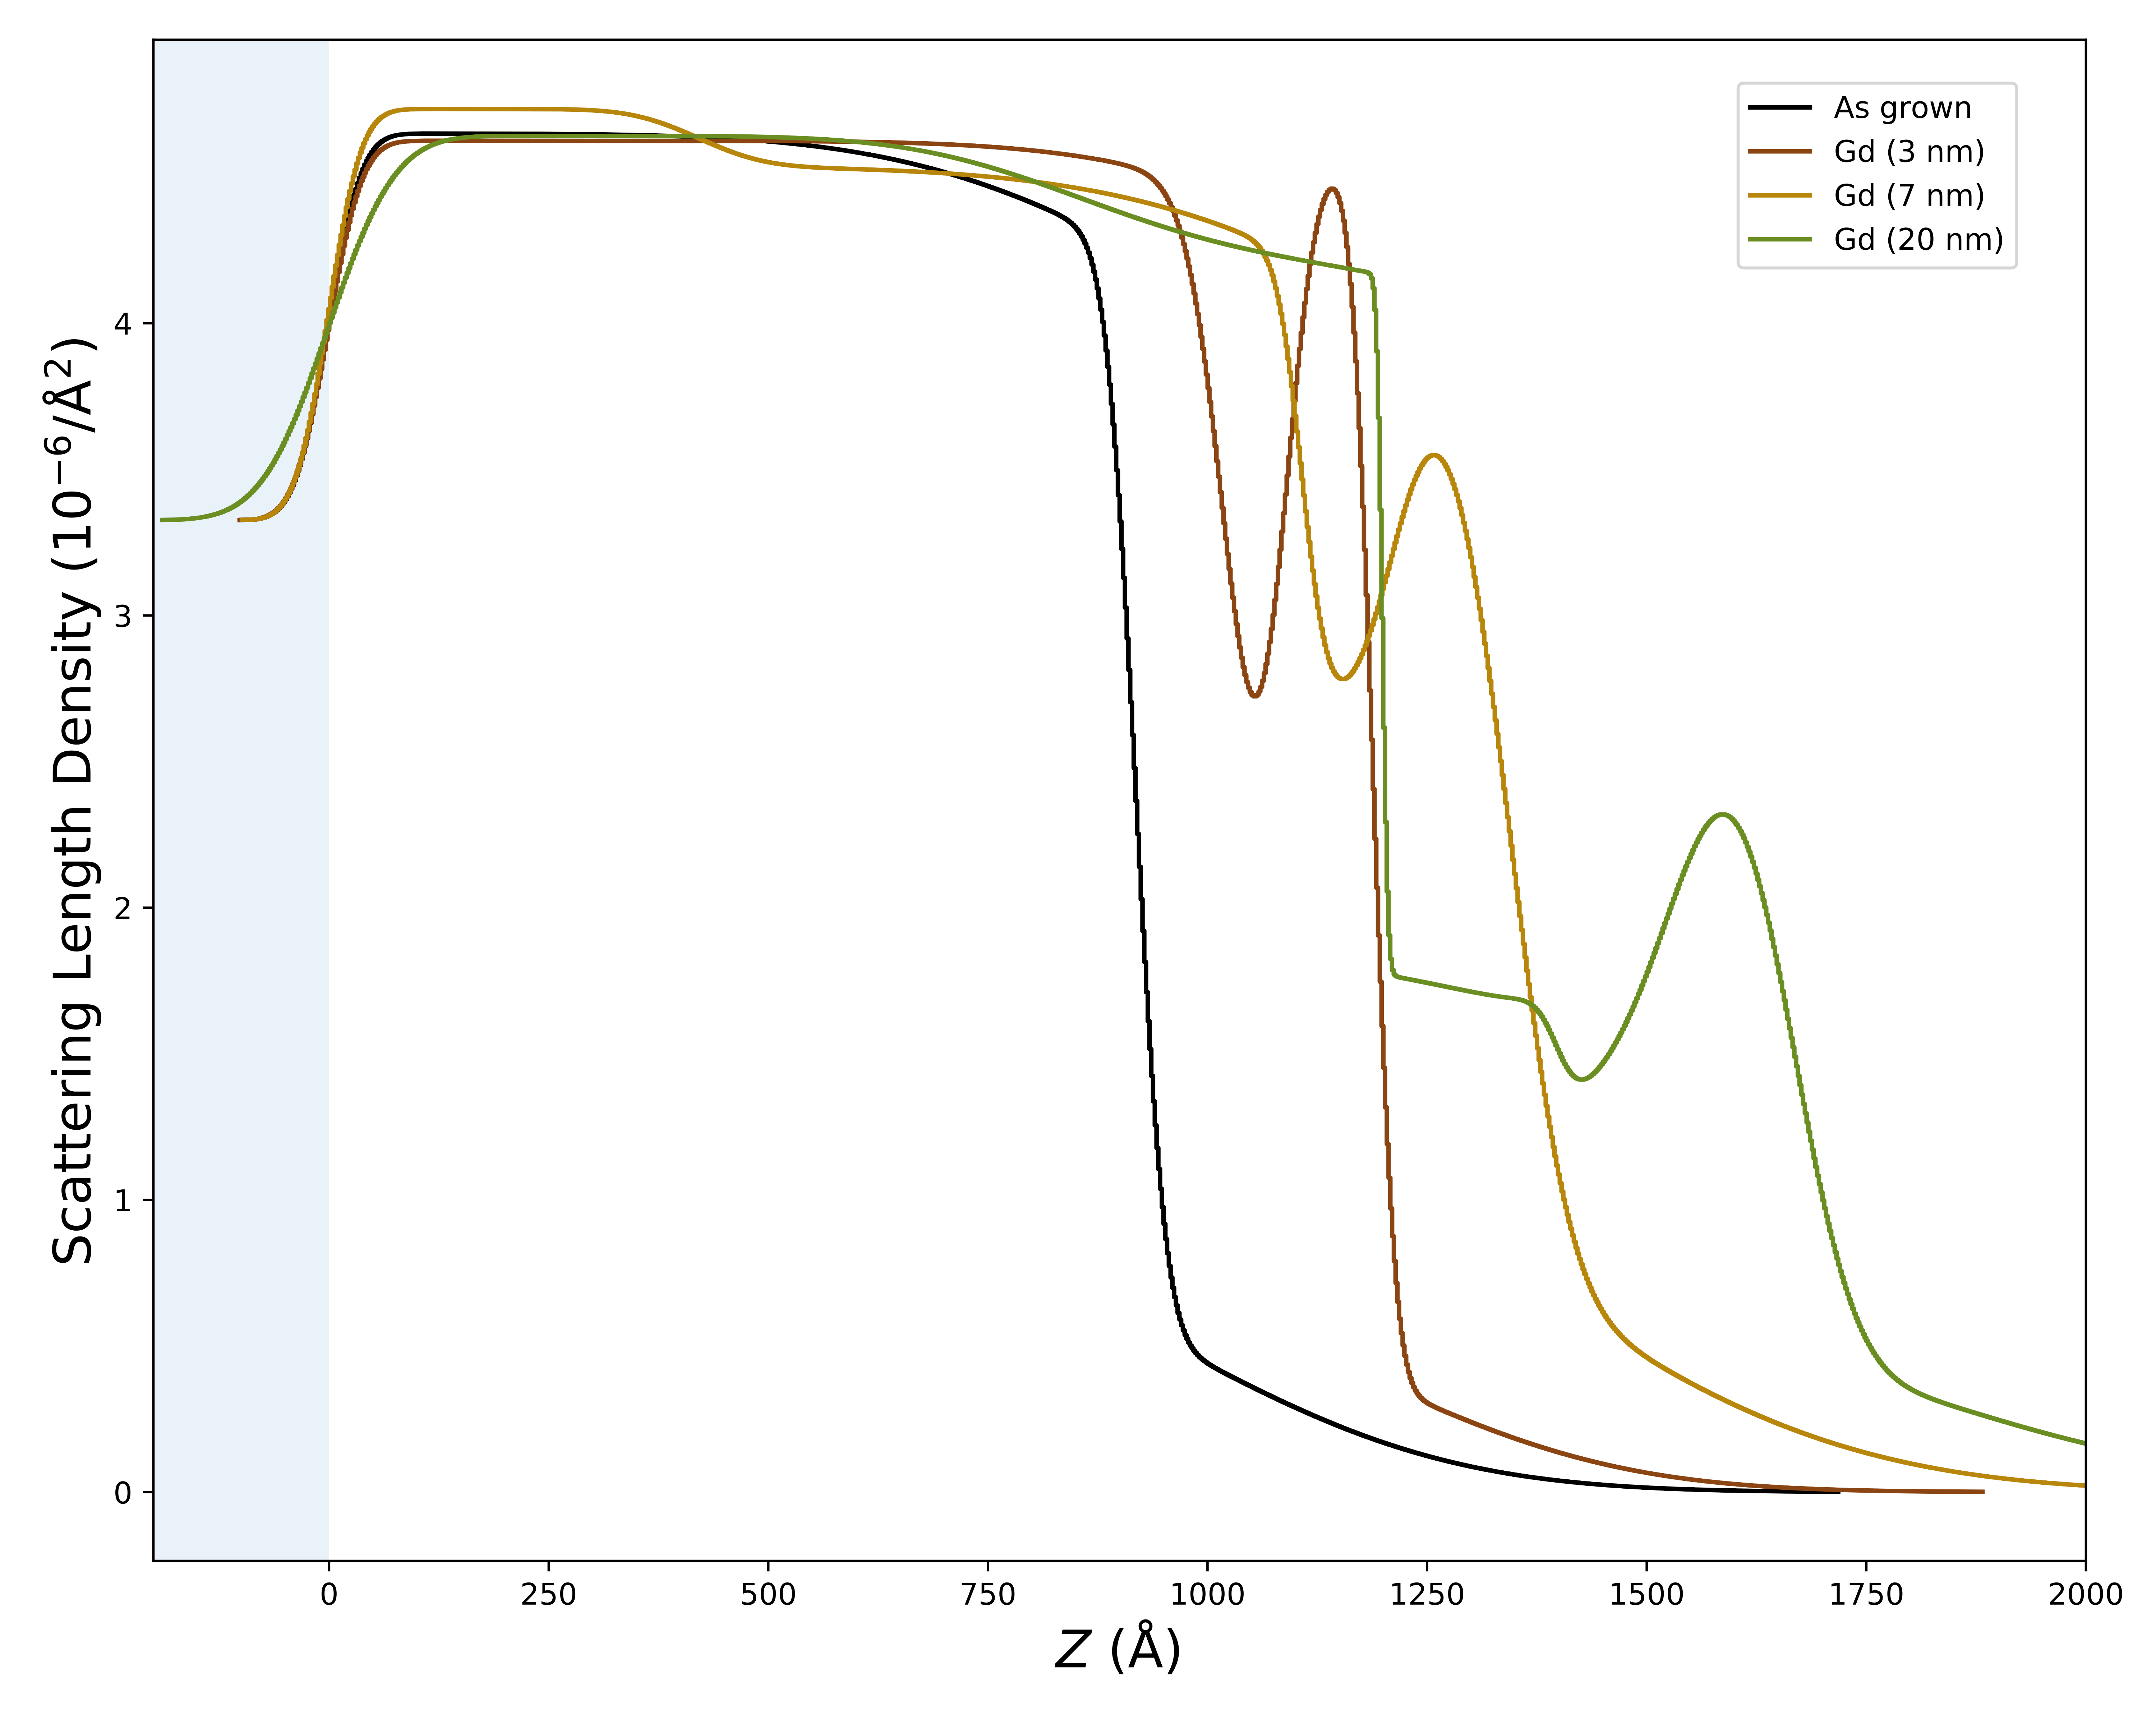 Scattering Length Density (10⁻⁶/Å²)
4
3
2
1
0
As grown
Gd (3 nm)
Gd (7 nm)
Gd (20 nm)
0 250 500 750 1000 1250 1500 1750 2000
Z (Å)